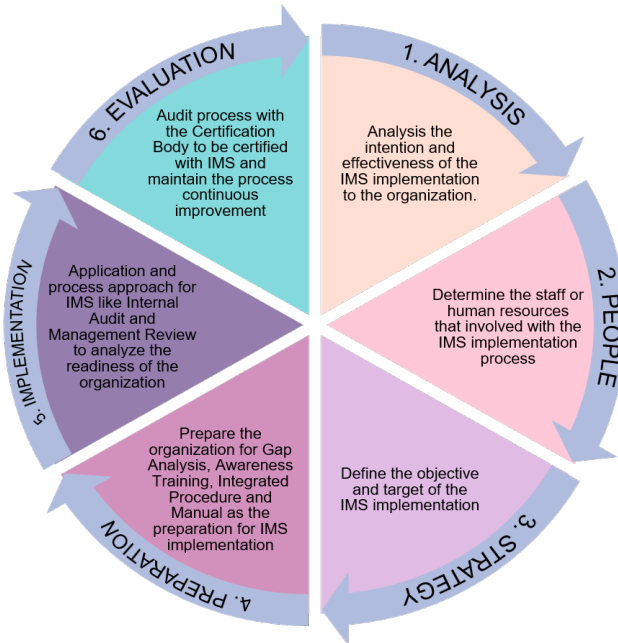 1. ANALYSIS
Analysis the
intention and
effectiveness of the
IMS implementation
to the organization.
2. PEOPLE
Determine the staff or
human resources
that involved with the
IMS implementation
process
3. STRATEGY
Define the objective
and target of the
IMS implementation
4. PREPARATION
Prepare the
organization for Gap
Analysis, Awareness
Training, Integrated
Procedure and
Manual as the
preparation for IMS
implementation
5. IMPLEMENTATION
Application and
process approach for
IMS like Internal
Audit and
Management Review
to analyze the
readiness of the
organization
6. EVALUATION
Audit process with
the Certification
Body to be certified
with IMS and
maintain the process
continuous
improvement